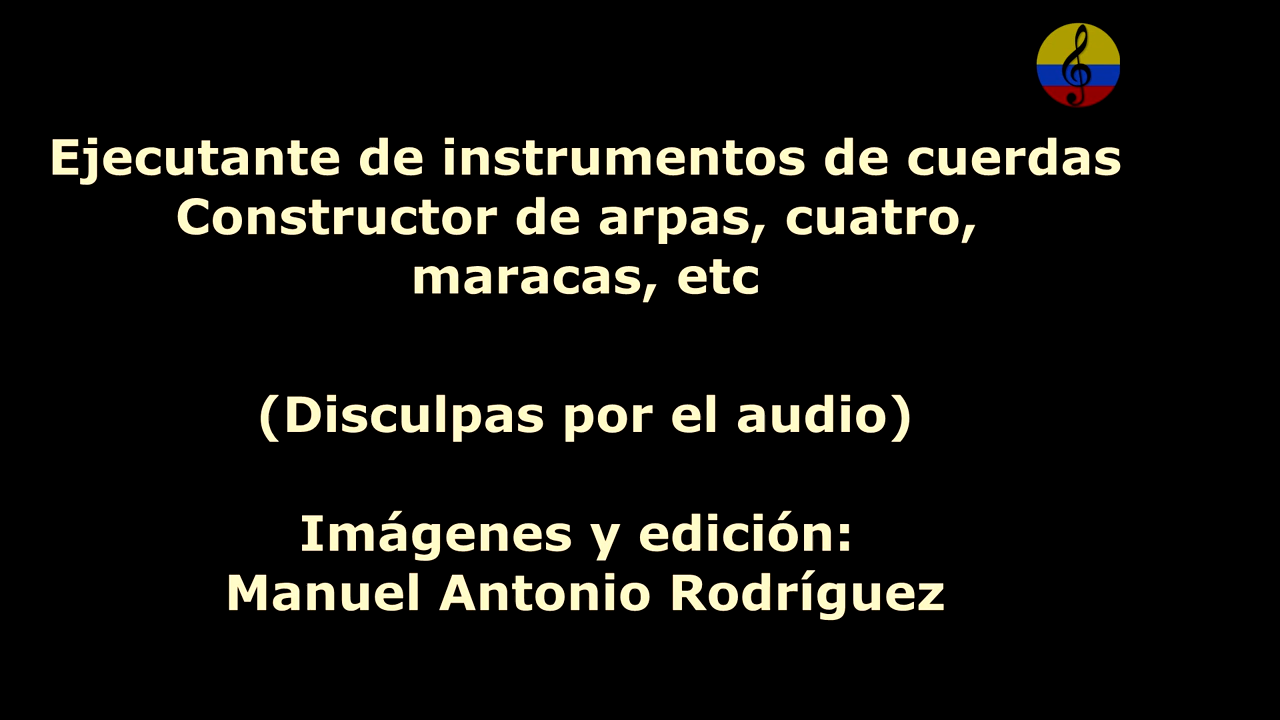 Ejecutante de instrumentos de cuerdas
Constructor de arpas, cuatro,
maracas, etc
(Disculpas por el audio)
Imágenes y edición:
Manuel Antonio Rodríguez